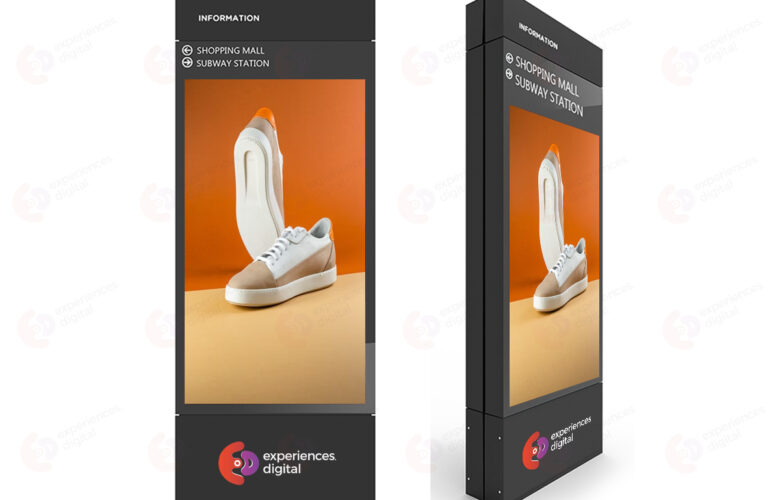 INFORMATION
SHOPPING MALL
SUBWAY STATION
experiences.
digital
INFORMATION
SHOPPING MALL
SUBWAY STATION
experiences
digital